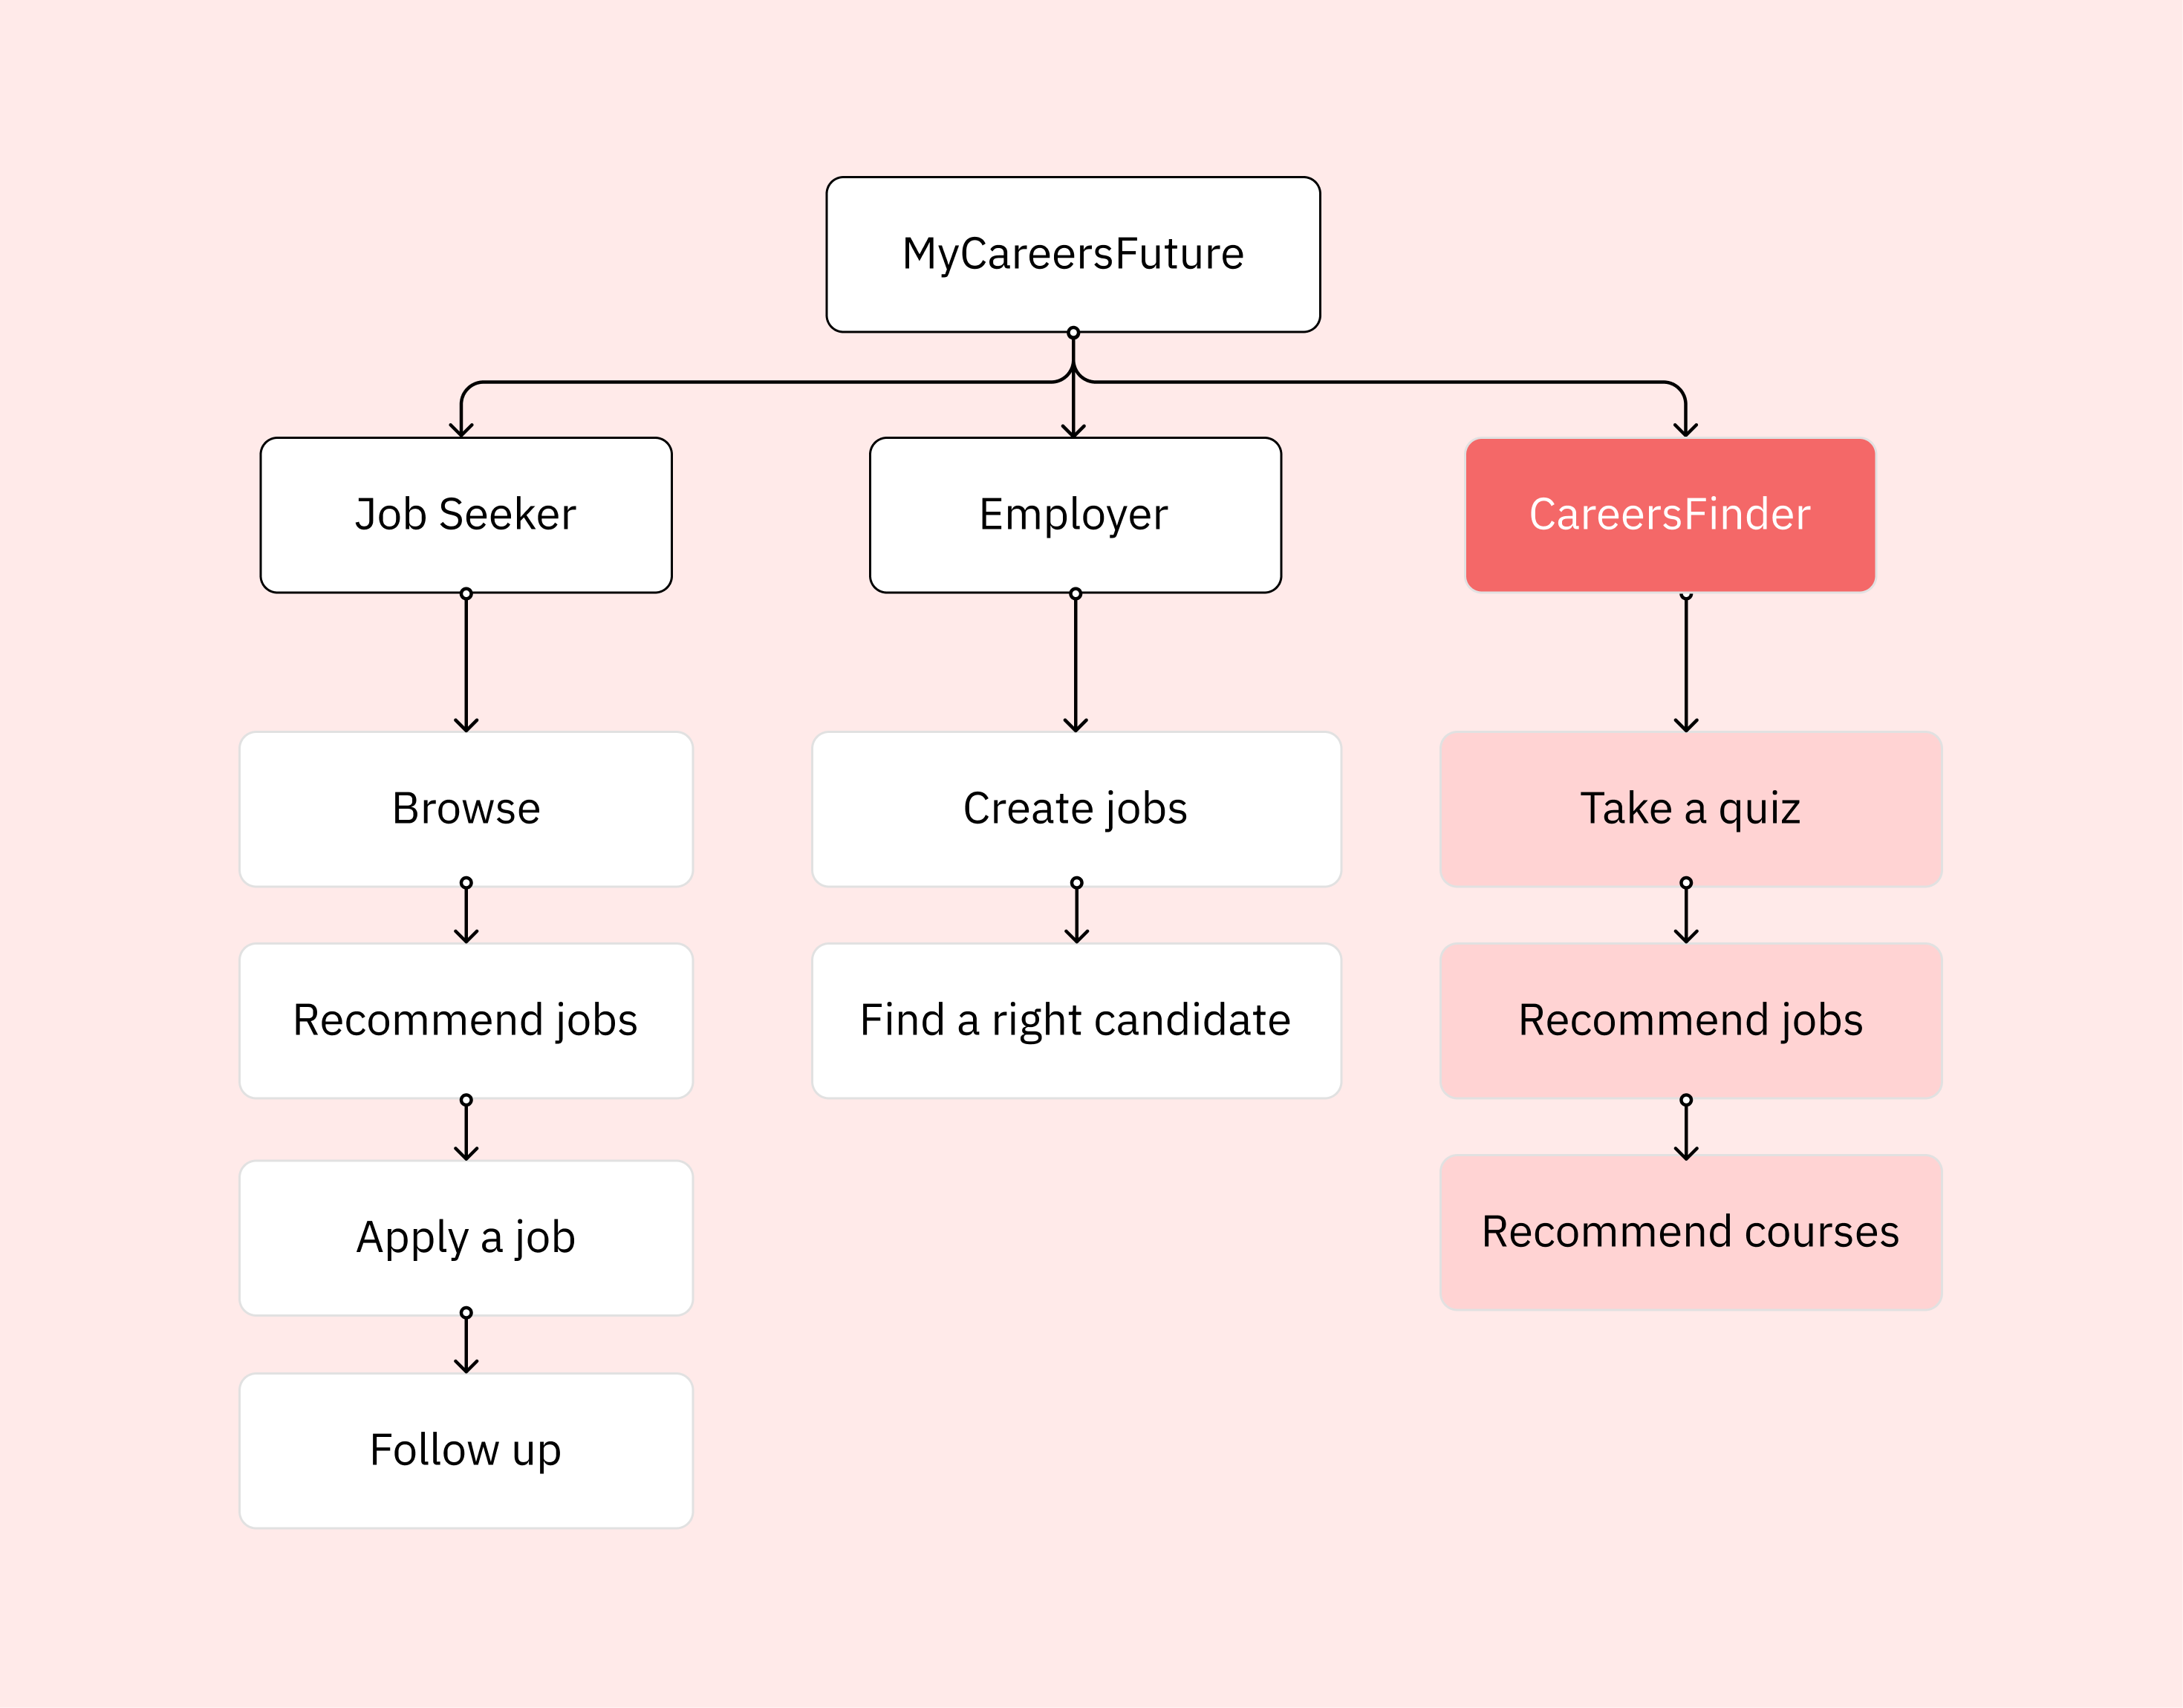 MyCareersFuture
Job Seeker
Employer
CareersFinder
Browse
Create jobs
Take a quiz
Recommend jobs
Find a right candidate
Recommend jobs
Apply a job
Recommend courses
Follow up